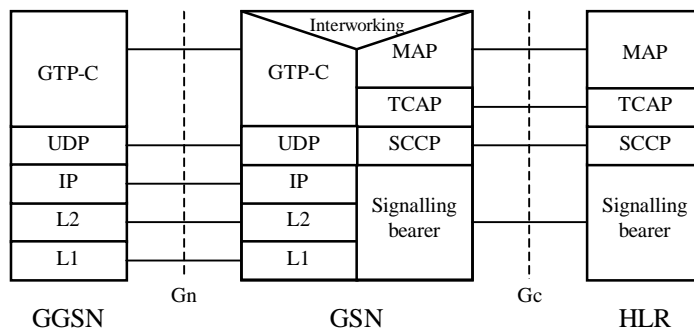 Interworking
GTP-C
GTP-C
MAP
MAP
TCAP
TCAP
UDP
UDP
SCCP
SCCP
IP
IP
L2
L2
Signalling
bearer
Signalling
bearer
L1
L1
Gn
Gc
GGSN
GSN
HLR